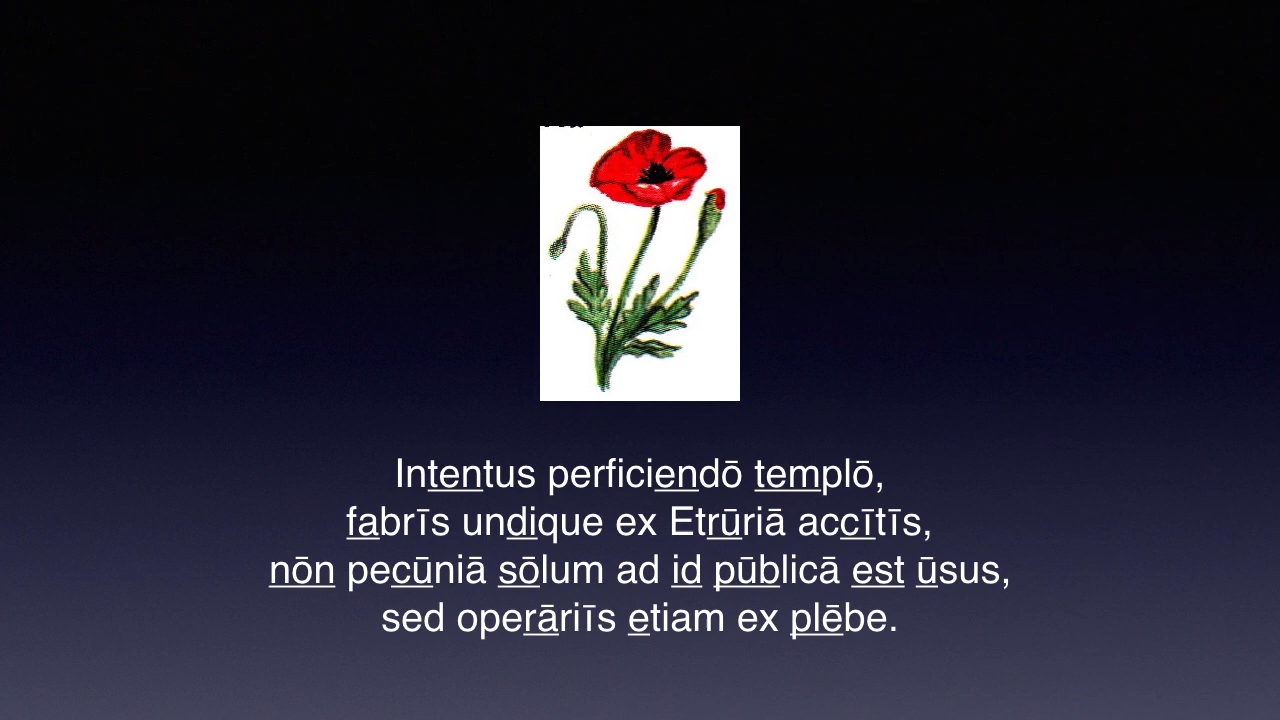 Intentus perficiendō templō,
fabrīs undique ex Etrūriā accītīs,
nōn pecūniā sōlum ad id pūblicā est ūsus,
sed operāriīs etiam ex plēbe.